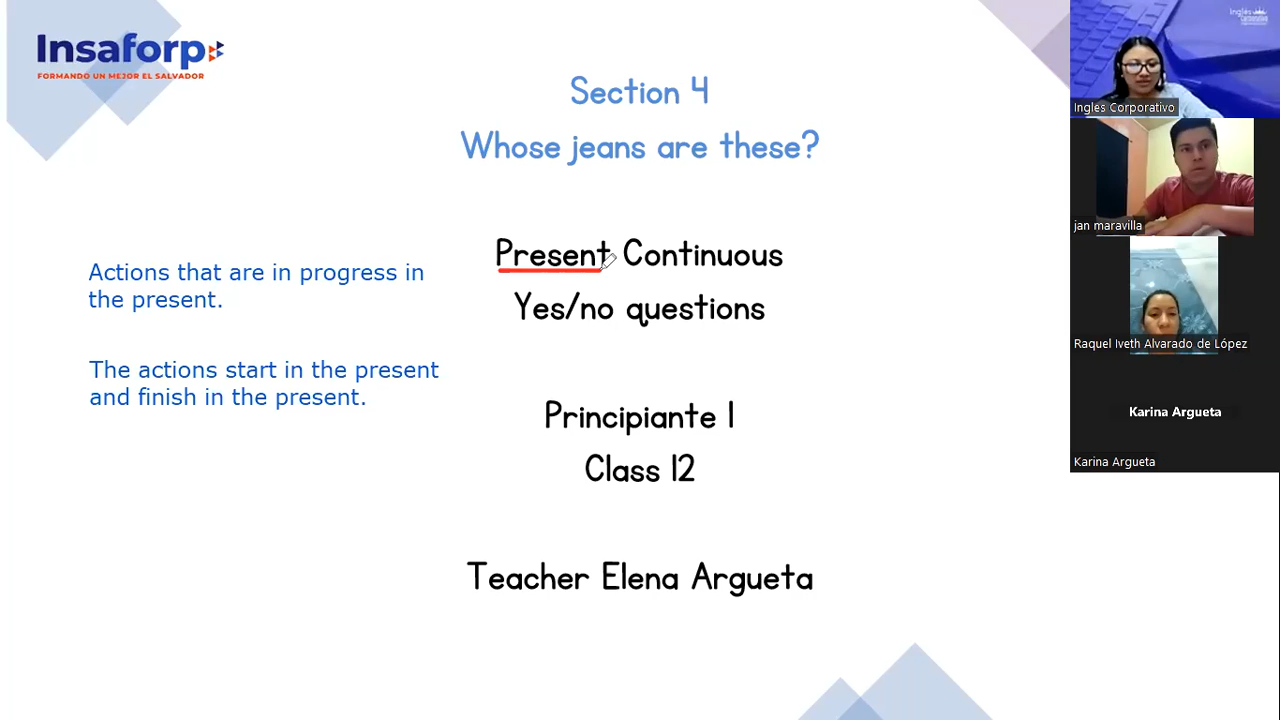 Insaforp
FORMANDO UN MEJOR EL SALVADOR
Section 4
Whose jeans are these?
Present Continuous
Yes/no questions
Actions that are in progress in
the present.
The actions start in the present
and finish in the present.
Principiante 1
Class 12
Teacher Elena Argueta
Ingles Corporativo
jan maravilla
Raquel Iveth Alvarado de López
Karina Argueta
Karina Argueta